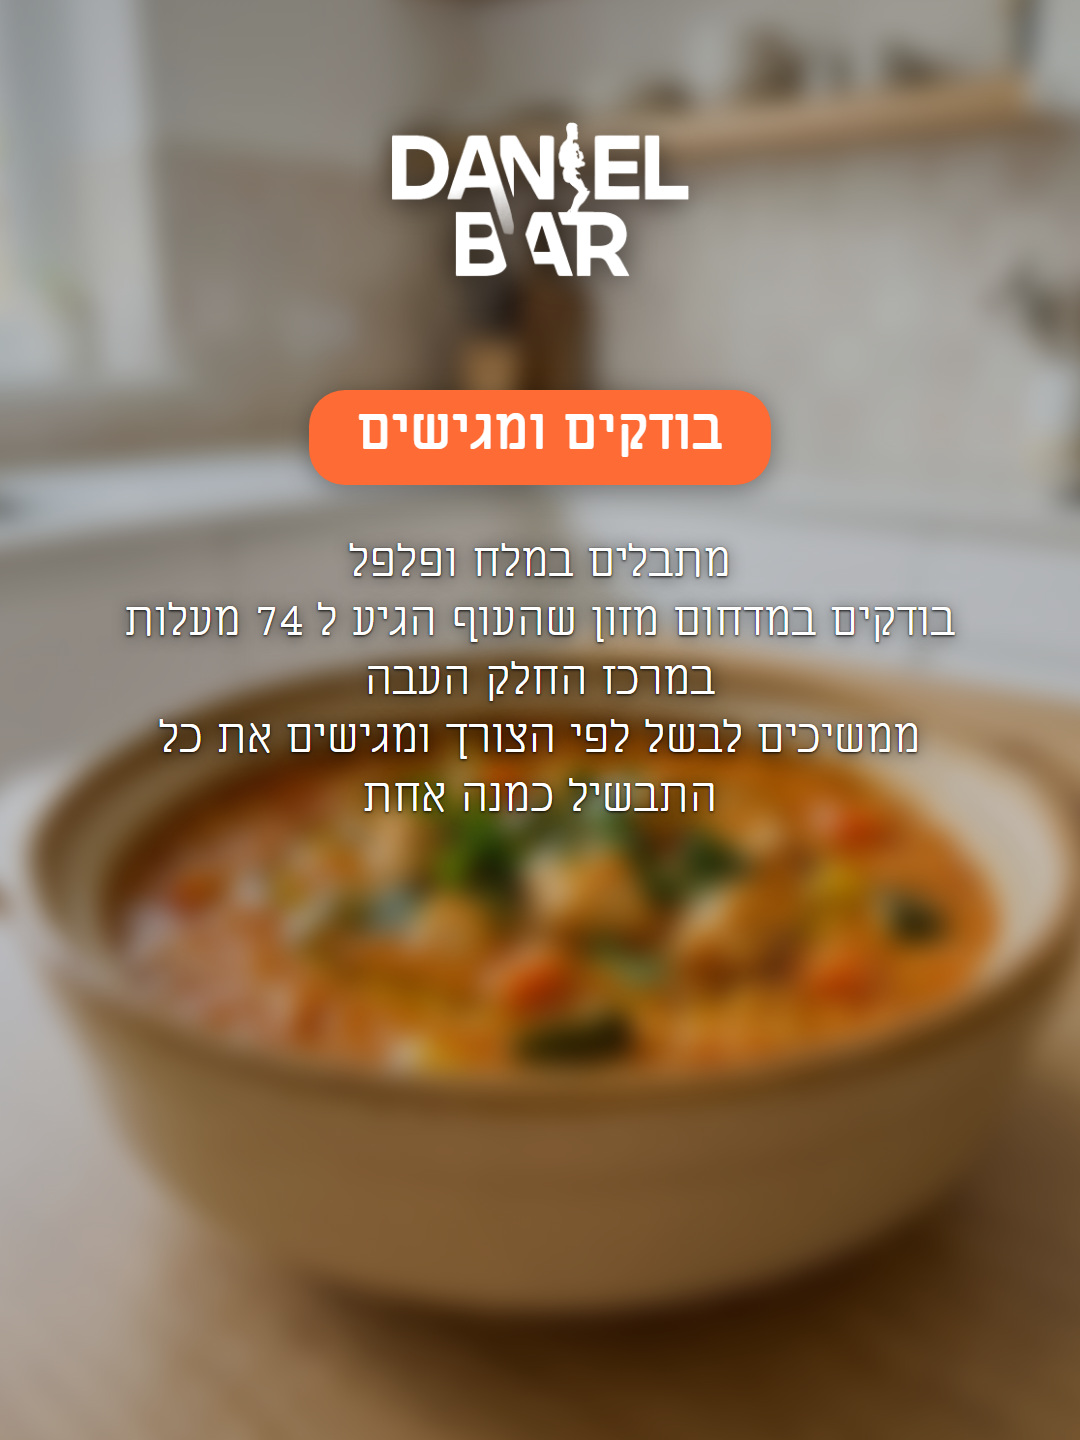 DANIEL
BAR
בודקים ומגישים
מתבלים במלח ופלפל
בודקים במדחום מזון שהעוף הגיע ל 74 מעלות
במרכז החלק העבה
ממשיכים לבשל לפי הצורך ומגישים את כל
התבשיל כמנה אחת